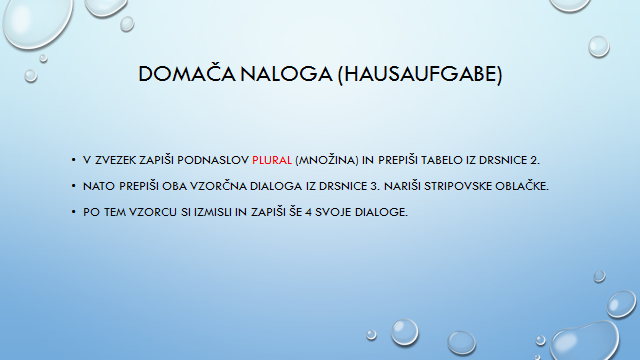 DOMAČA NALOGA (HAUSAUFGABE)
• V ZVEZEK ZAPIŠI PODNASLOV PLURAL (MNOŽINA) IN PREPIŠI TABELO IZ DRSNICE 2.
• NATO PREPIŠI OBA VZORČNA DIALOGA IZ DRSNICE 3. NARIŠI STRIPOVSKE OBLAČKE.
• PO TEM VZORCU SI IZMISLI IN ZAPIŠI ŠE 4 SVOJE DIALOGE.